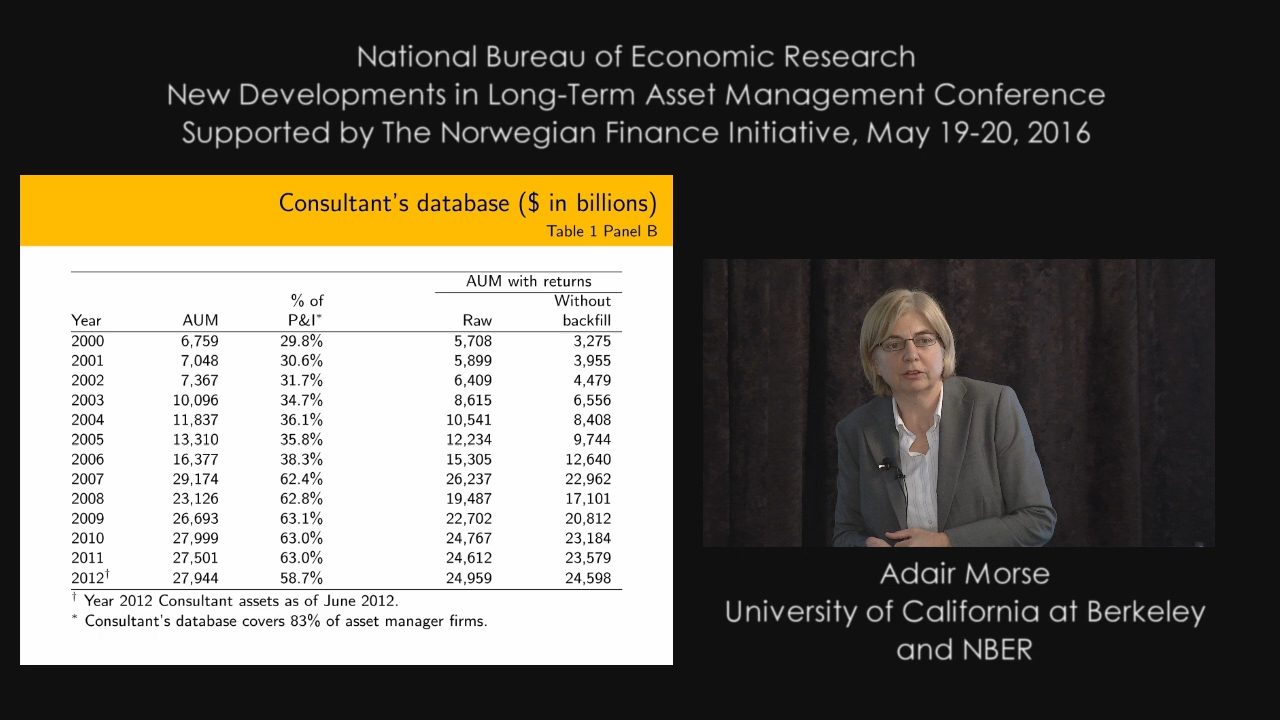 National Bureau of Economic Research
New Developments in Long-Term Asset Management Conference
Supported by The Norwegian Finance Initiative, May 19-20, 2016
Consultant's database ($ in billions)
Table 1 Panel B
AUM with returns
% of Without
Year AUM P&I* Raw backfill
2000 6,759 29.8% 5,708 3,275
2001 7,048 30.6% 5,899 3,955
2002 7,367 31.7% 6,409 4,479
2003 10,096 34.7% 8,615 6,556
2004 11,837 36.1% 10,541 8,408
2005 13,310 35.8% 12,234 9,744
2006 16,377 38.3% 15,305 12,640
2007 29,174 62.4% 26,237 22,962
2008 23,126 62.8% 19,487 17,101
2009 26,693 63.1% 22,702 20,812
2010 27,999 63.0% 24,767 23,184
2011 27,501 63.0% 24,612 23,579
2012† 27,944 58.7% 24,959 24,598
† Year 2012 Consultant assets as of June 2012.
* Consultant's database covers 83% of asset manager firms.
Adair Morse
University of California at Berkeley
and NBER